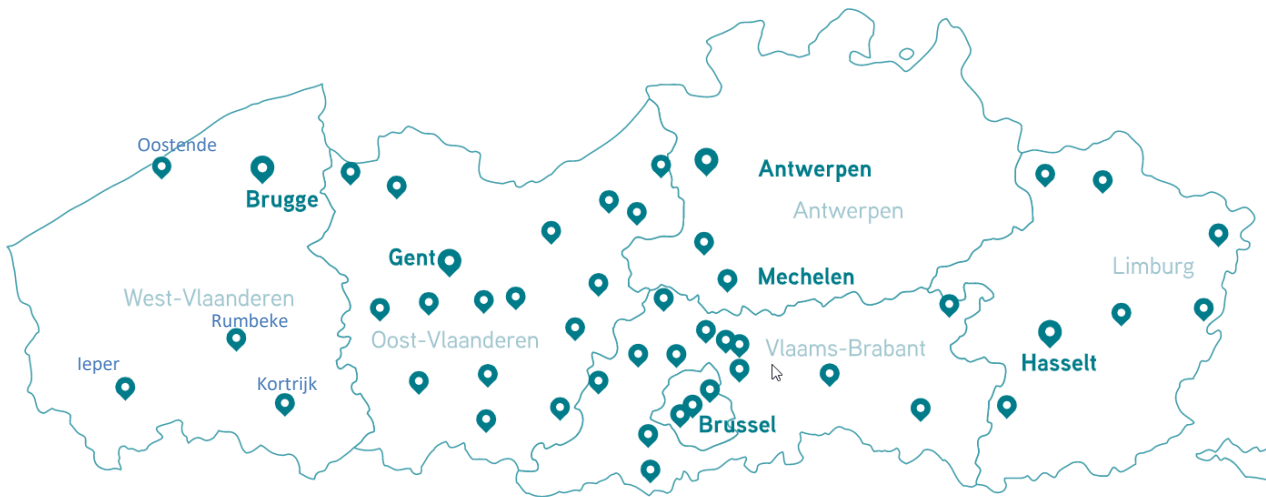 Oostende
Brugge
Antwerpen
Antwerpen
Gent
Mechelen
Limburg
West-Vlaanderen
Rumbeke
Oost-Vlaanderen
Vlaams-Brabant
Hasselt
Ieper
Kortrijk
Brussel